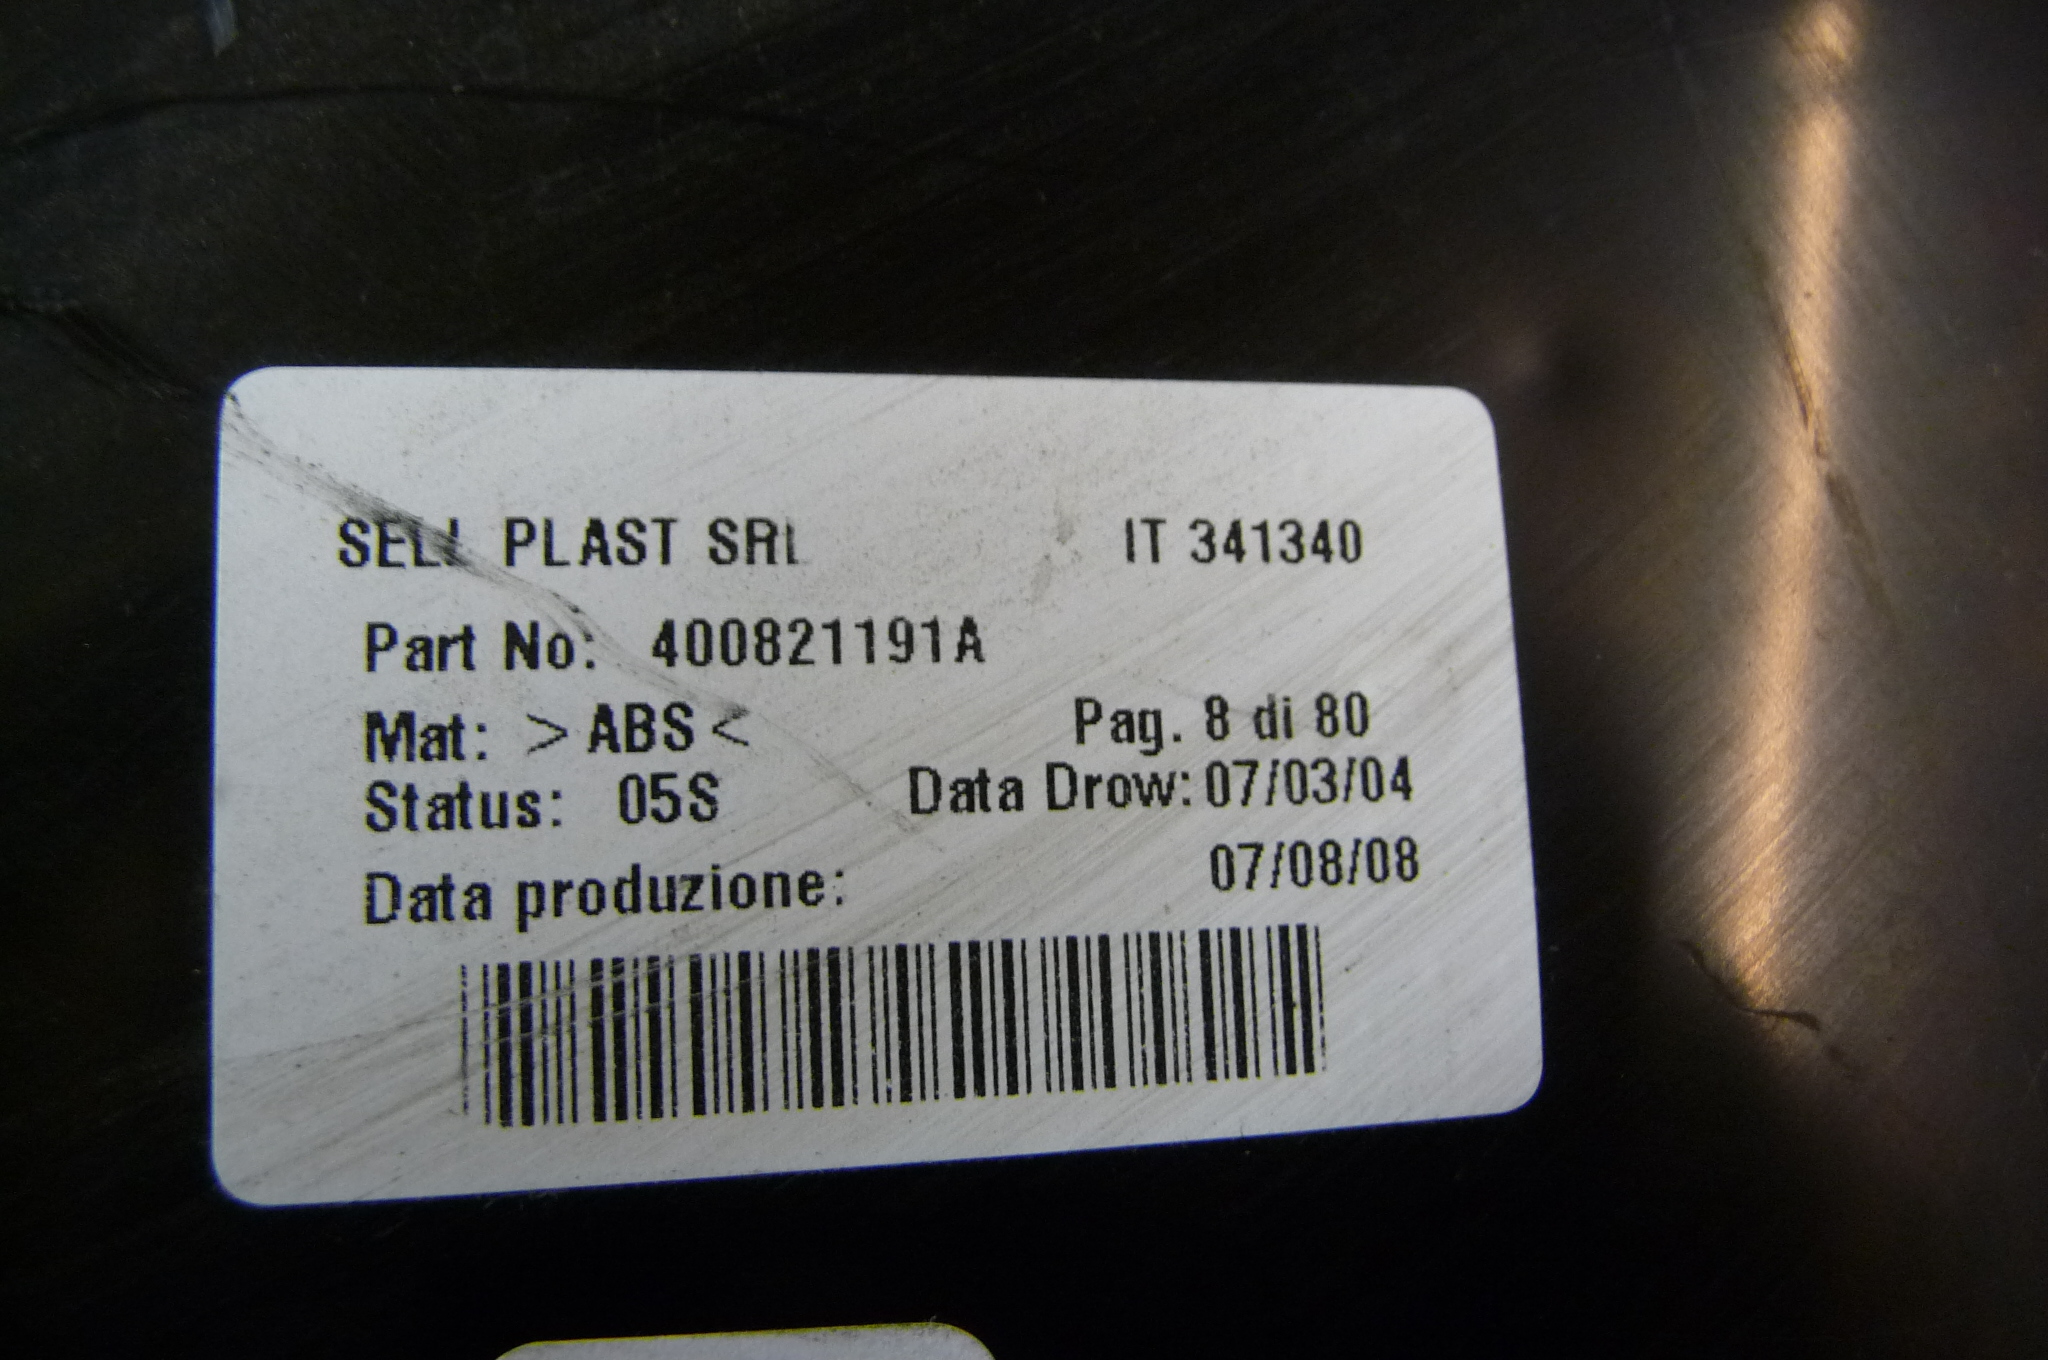 SELL PLAST SRL IT 341340
Part No: 400821191A
Mat: >ABS< Pag. 8 di 80
Status: 05S Data Drow: 07/03/04
Data produzione: 07/08/08